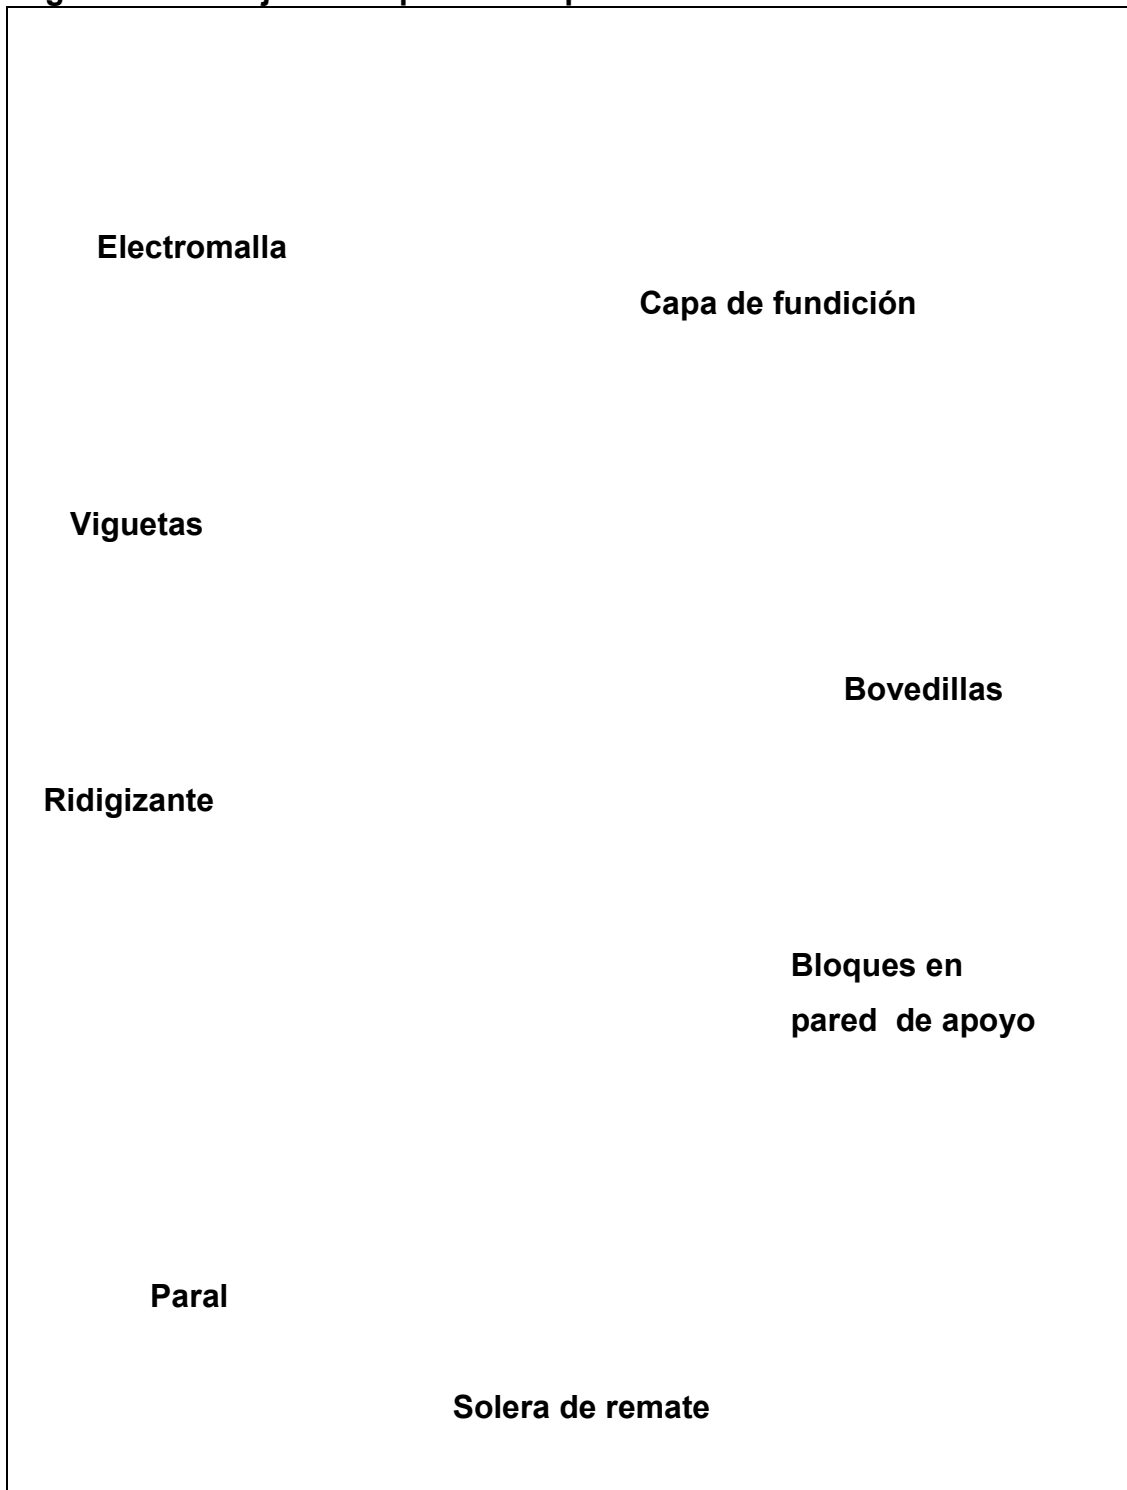 Electromalla
Capa de fundición
Viguetas
Bovedillas
Ridigizante
Bloques en
pared  de apoyo
Paral
Solera de remate